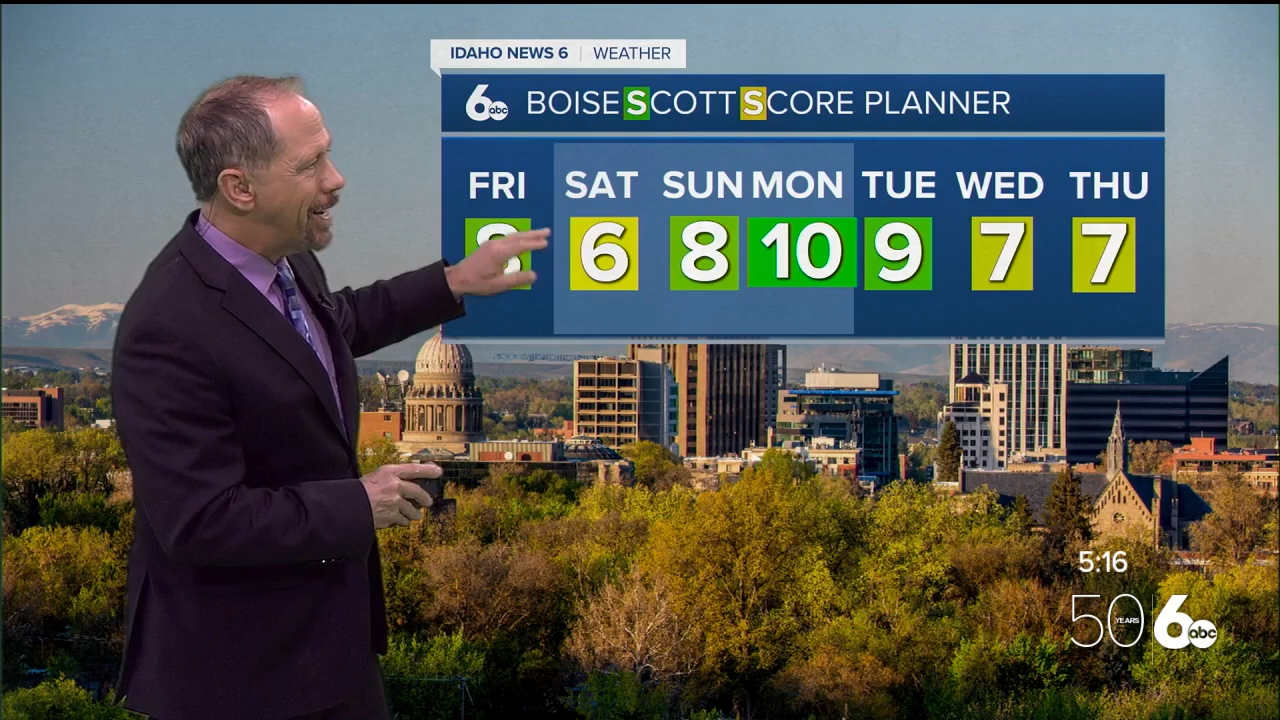 IDAHO NEWS 6 | WEATHER
6abc BOISE SCOTT SCORE PLANNER
FRI SAT SUN MON TUE WED THU
6 8 10 9 7 7
5:16
50 YEARS 6abc